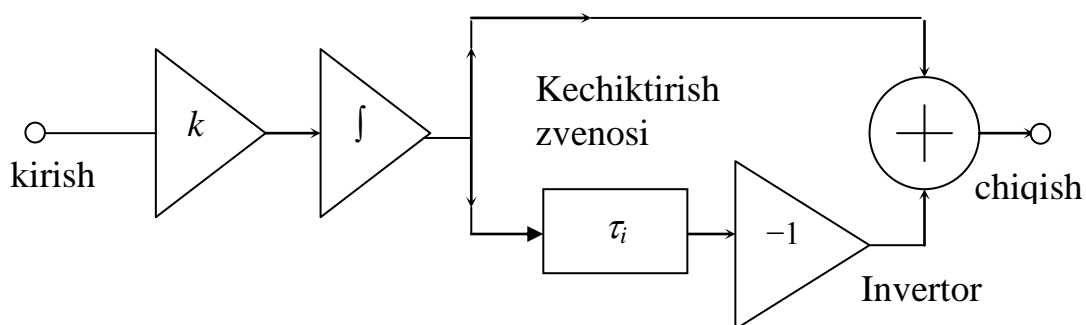 k
∫
Kechiktirish
zvenosi
kirish
chiqish
τi
−1
Invertor